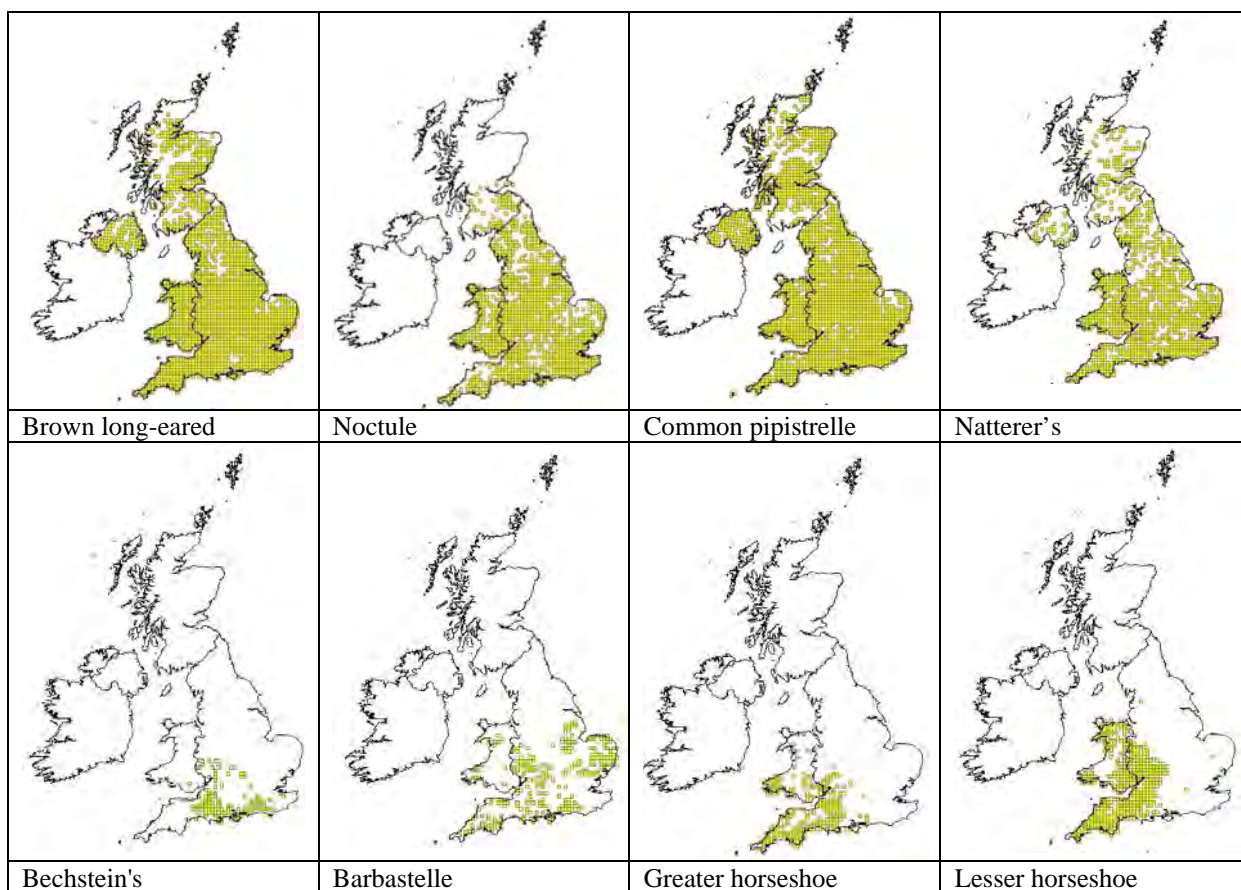 Brown long-eared
Noctule
Common pipistrelle
Natterer's
Bechstein's
Barbastelle
Greater horseshoe
Lesser horseshoe